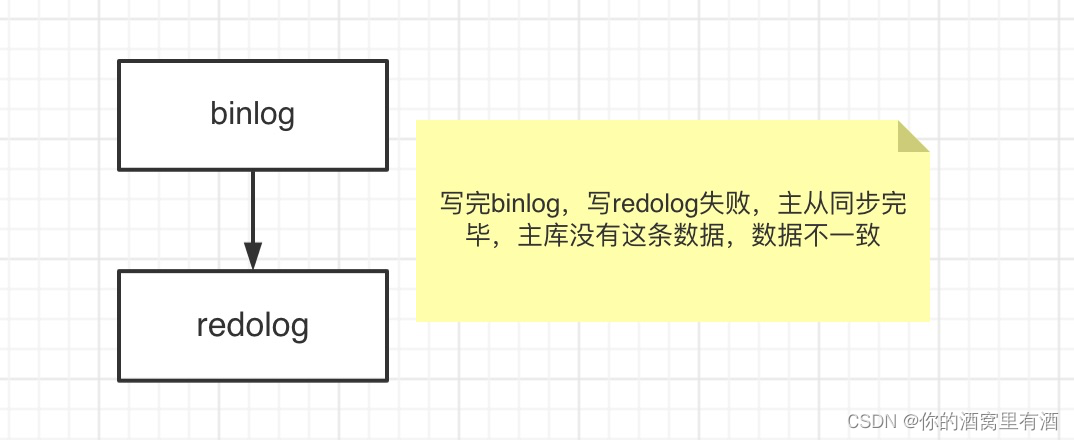 binlog
写完binlog，写redolog失败，主从同步完
毕，主库没有这条数据，数据不一致
redolog
CSDN @你的酒窝里有酒